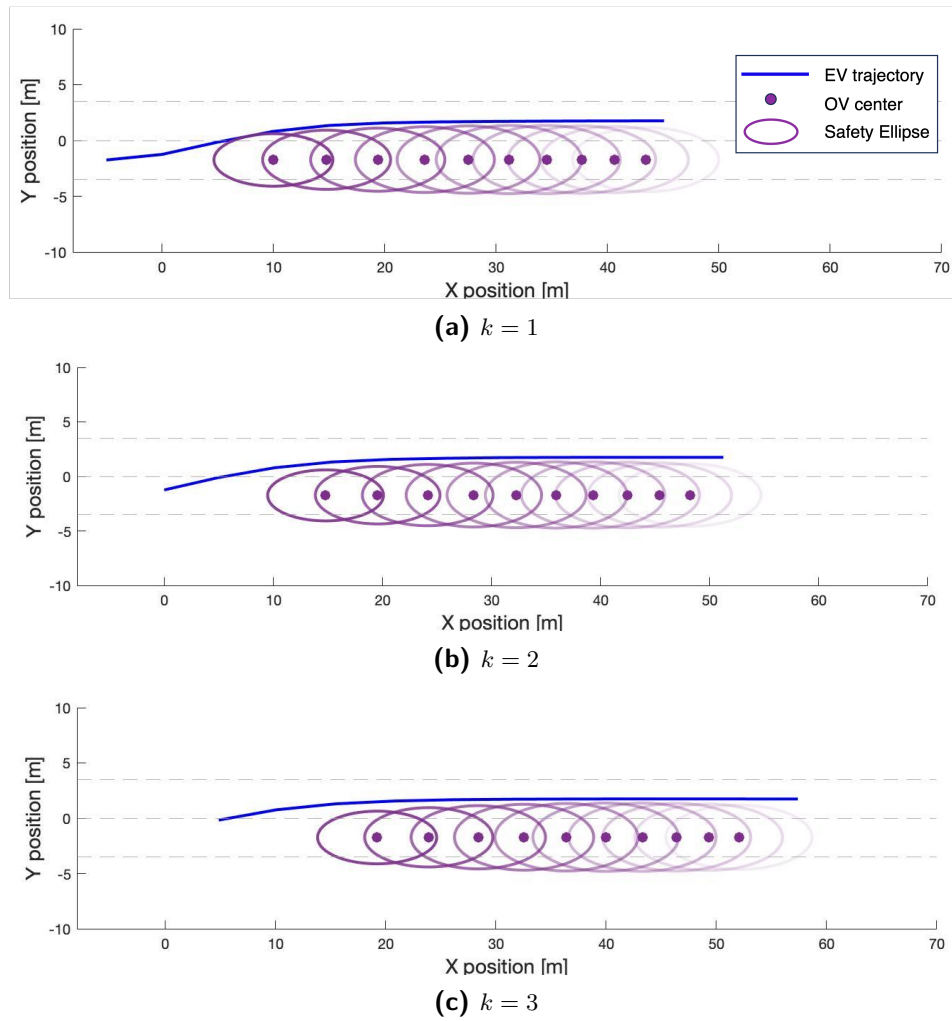 10
5
0
-5
-10
Y position [m]
EV trajectory
OV center
Safety Ellipse
0 10 20 30 40 50 60 70
X position [m]
(a) k = 1
10
5
0
-5
-10
Y position [m]
0 10 20 30 40 50 60 70
X position [m]
(b) k = 2
10
5
0
-5
-10
Y position [m]
0 10 20 30 40 50 60 70
X position [m]
(c) k = 3